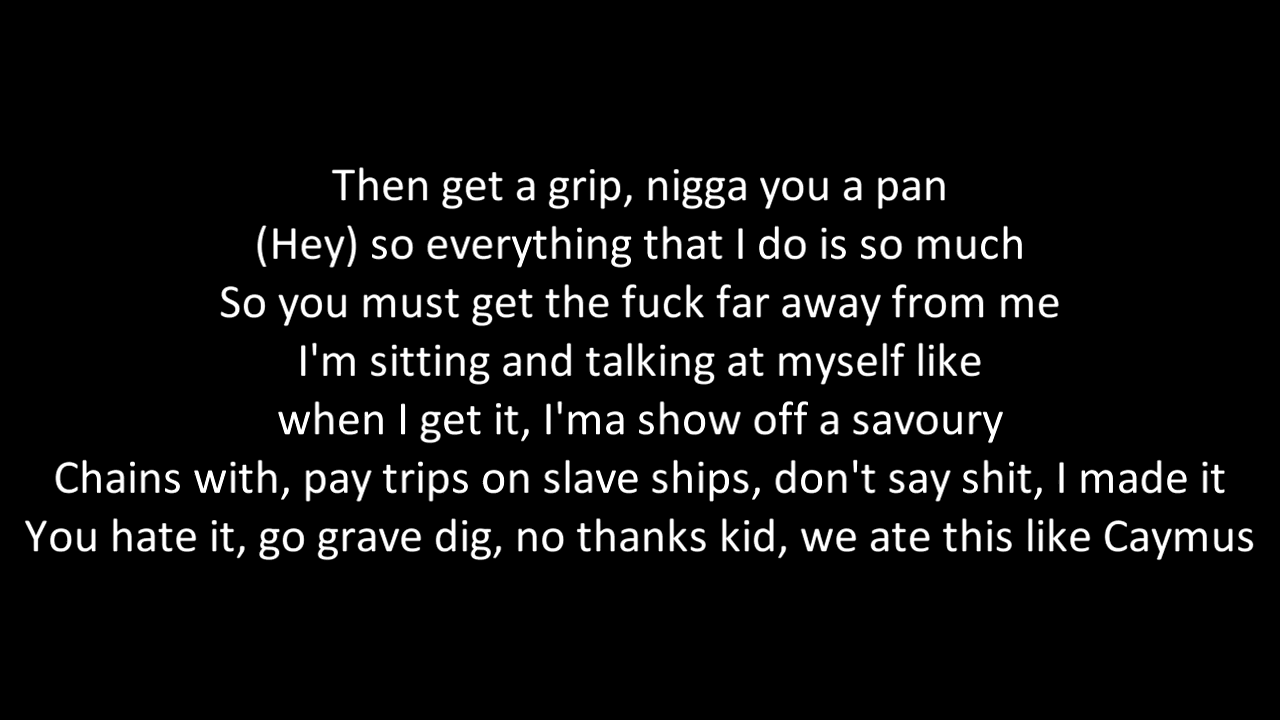 Then get a grip, nigga you a pan
(Hey) so everything that I do is so much
So you must get the fuck far away from me
I'm sitting and talking at myself like
when I get it, I'ma show off a savoury
Chains with, pay trips on slave ships, don't say shit, I made it
You hate it, go grave dig, no thanks kid, we ate this like Caymus